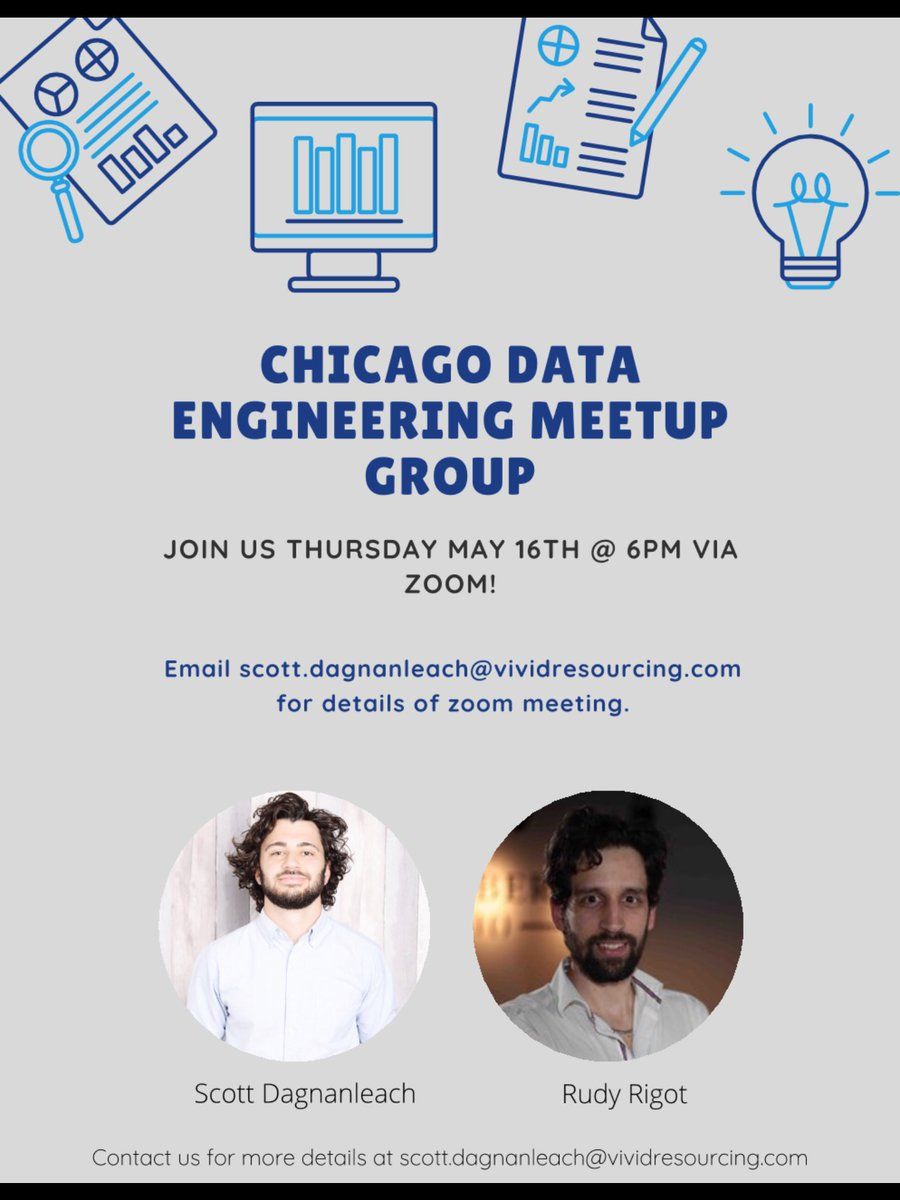 CHICAGO DATA
ENGINEERING MEETUP
GROUP
JOIN US THURSDAY MAY 16TH @ 6PM VIA
ZOOM!
Email scott.dagnanleach@vividresourcing.com
for details of zoom meeting.
Scott Dagnanleach
Rudy Rigot
Contact us for more details at scott.dagnanleach@vividresourcing.com